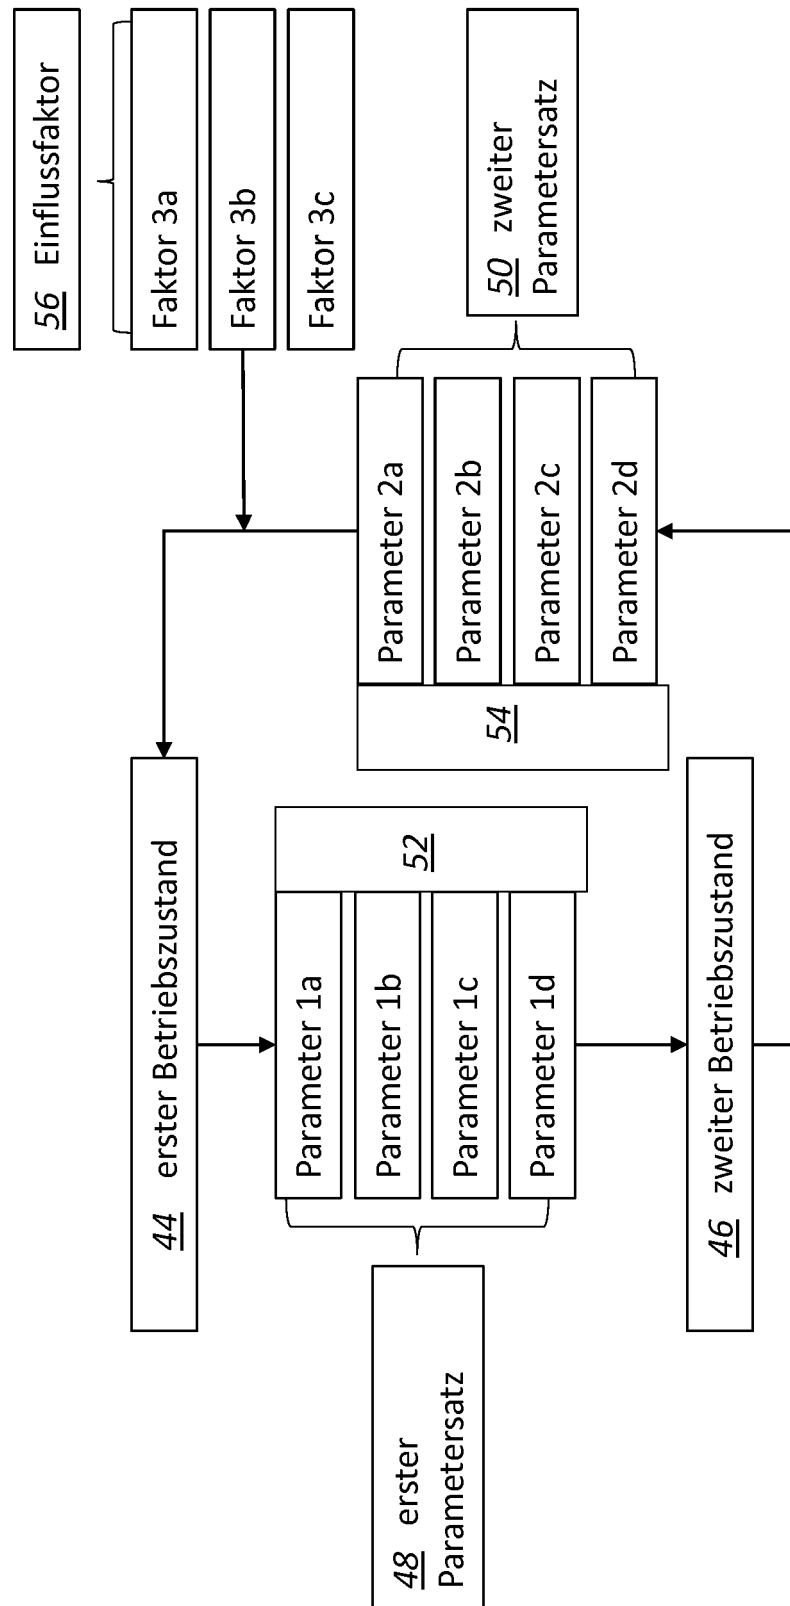 56 Einflussfaktor
Faktor 3a
Faktor 3b
Faktor 3c
44 erster Betriebszustand
48 erster
Parametersatz
Parameter 1a
Parameter 1b
Parameter 1c
Parameter 1d
52
54
Parameter 2a
Parameter 2b
Parameter 2c
Parameter 2d
50 zweiter
Parametersatz
46 zweiter Betriebszustand